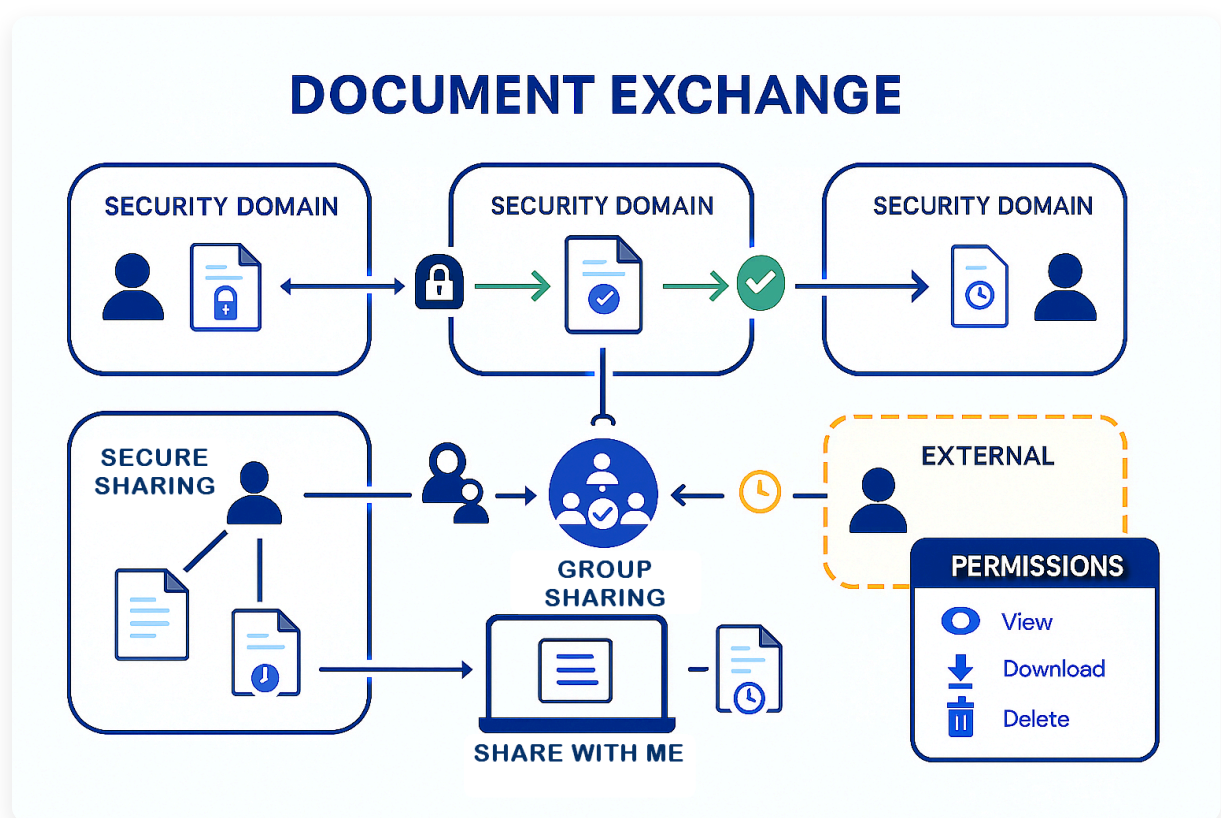 DOCUMENT EXCHANGE
SECURITY DOMAIN
SECURITY DOMAIN
SECURITY DOMAIN
SECURE
SHARING
EXTERNAL
GROUP
SHARING
PERMISSIONS
View
Download
Delete
SHARE WITH ME